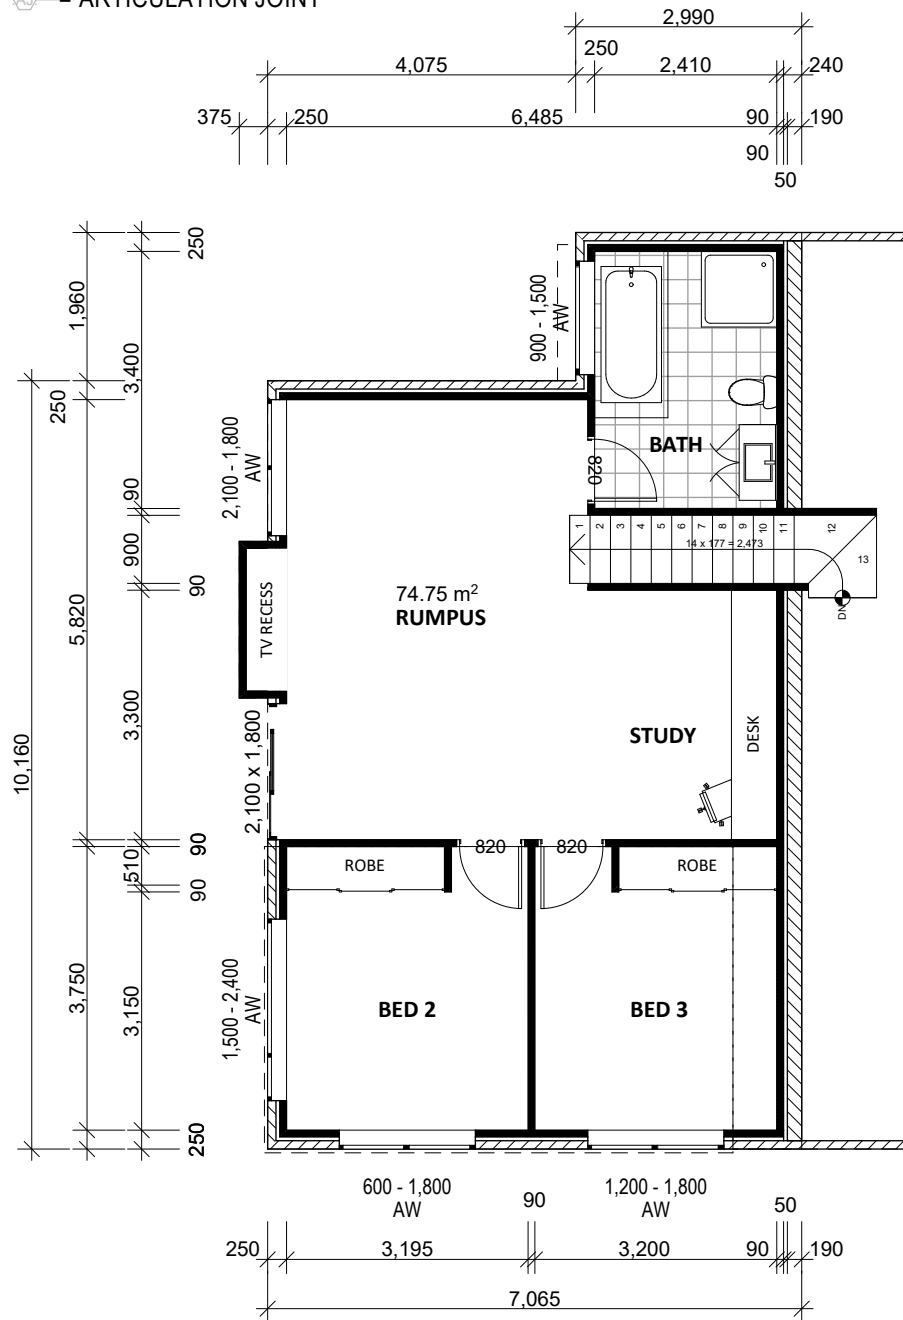 AJ = ARTICULATION JOINT
2,990
250
4,075
2,410
240
375
250
6,485
90
190
90
50
250
1,960
3,400
250
900 - 1,500
AW
2,100 - 1,800
AW
BATH
820
90
900
90
1 2 3 4 5 6 7 8 9 10 11 12
14 x 177 = 2,473
13
DN
74.75 m²
RUMPUS
TV RECESS
5,820
3,300
10,160
STUDY
DESK
2,100 x 1,800
90
510
90
820
820
ROBE
ROBE
3,750
3,150
1,500 - 2,400
AW
BED 2
BED 3
250
250
600 - 1,800
AW
90
1,200 - 1,800
AW
50
250
3,195
3,200
90
190
7,065